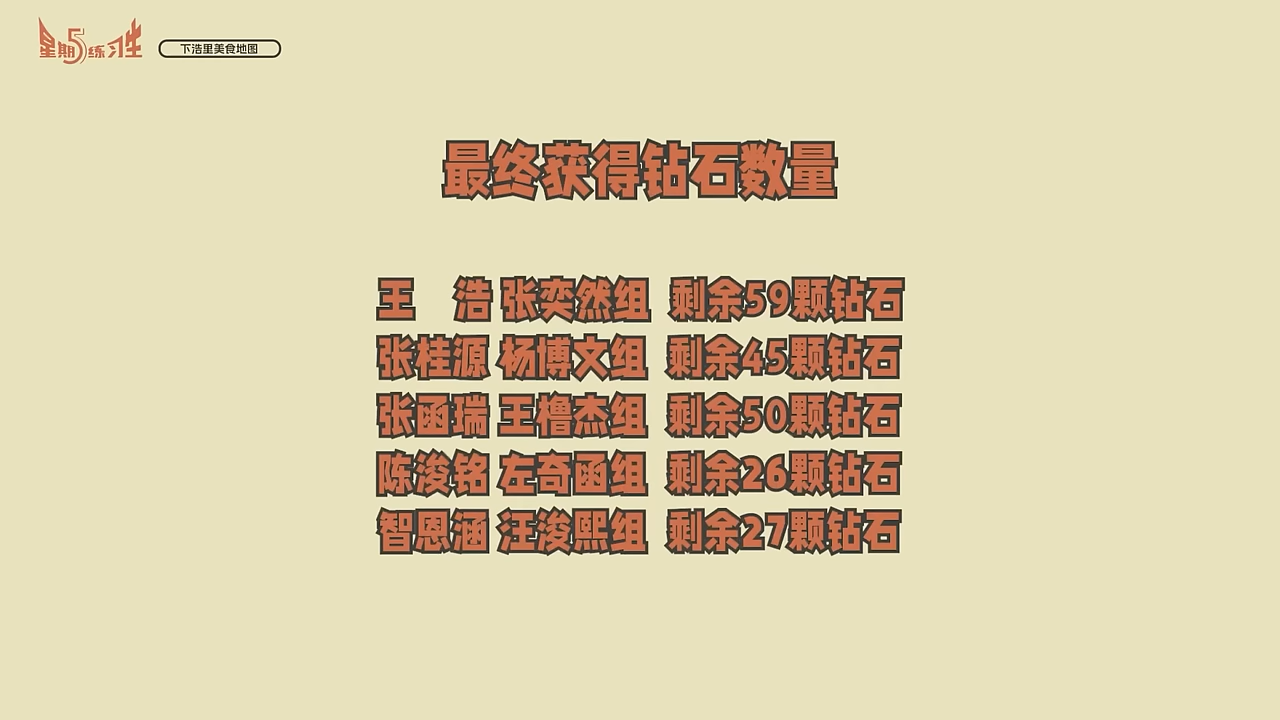 星期5练习生
下浩里美食地图
最终获得钻石数量
王　浩 张奕然组 剩余59颗钻石
张桂源 杨博文组 剩余45颗钻石
张函瑞 王橹杰组 剩余50颗钻石
陈浚铭 左奇函组 剩余26颗钻石
智恩涵 汪浚熙组 剩余27颗钻石